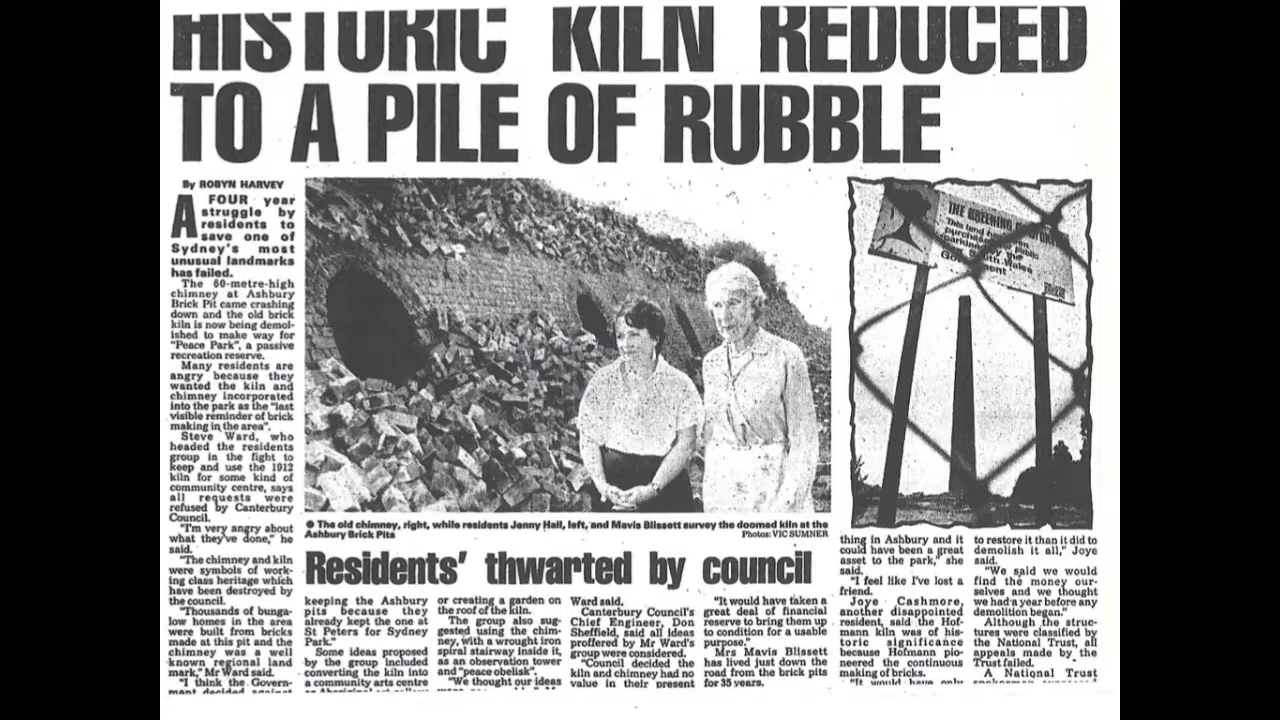 HISTORIC KILN REDUCED
TO A PILE OF RUBBLE
By ROBYN HARVEY
A FOUR year
struggle by
residents to
save one of
Sydney's most
unusual landmarks
has failed.
The 60-metre-high
chimney at Ashbury
Brick Pit came crashing
down and the old brick
kiln is now being demol-
ished to make way for
"Peace Park", a passive
recreation reserve.
Many residents are
angry because they
wanted the kiln and
chimney incorporated
into the park as the "last
visible reminder of brick
making in the area".
Steve Ward, who
headed the residents
group in the fight to
keep and use the 1912
kiln for some kind of
community centre, says
all requests were
refused by Canterbury
Council.
"I'm very angry about
what they've done," he
said.
"The chimney and kiln
were symbols of work-
ing class heritage which
have been destroyed by
the council.
"Thousands of bunga-
low homes in the area
were built from bricks
made at this pit and the
chimney was a well
known regional land
mark," Mr Ward said.
"I think the Govern-
ment decided against
THE GREENING
This land
purchased
● The old chimney, right, while residents Jenny Hall, left, and Mavis Blissett survey the doomed kiln at the
Ashbury Brick Pits
Photos: VIC SUMNER
Residents' thwarted by council
keeping the Ashbury
pits because they
already kept the one at
St Peters for Sydney
Park."
Some ideas proposed
by the group included
converting the kiln into
a community arts centre
or creating a garden on
the roof of the kiln.
The group also sug-
gested using the chim-
ney, with a wrought iron
spiral stairway inside it,
as an observation tower
and "peace obelisk".
"We thought our ideas
Ward said.
Canterbury Council's
Chief Engineer, Don
Sheffield, said all ideas
proffered by Mr Ward's
group were considered.
"Council decided the
kiln and chimney had no
value in their present
"It would have taken a
great deal of financial
reserve to bring them up
to condition for a usable
purpose."
Mrs Mavis Blissett
has lived just down the
road from the brick pits
for 35 years.
thing in Ashbury and it
could have been a great
asset to the park," she
said.
"I feel like I've lost a
friend.
Joye Cashmore,
another disappointed
resident, said the Hof-
mann kiln was of his-
toric significance
because Hofmann pio-
neered the continuous
making of bricks.
"It would have only
to restore it than it did to
demolish it all," Joye
said.
"We said we would
find the money our-
selves and we thought
we had a year before any
demolition began."
Although the struc-
tures were classified by
the National Trust, all
appeals made by the
Trust failed.
A National Trust